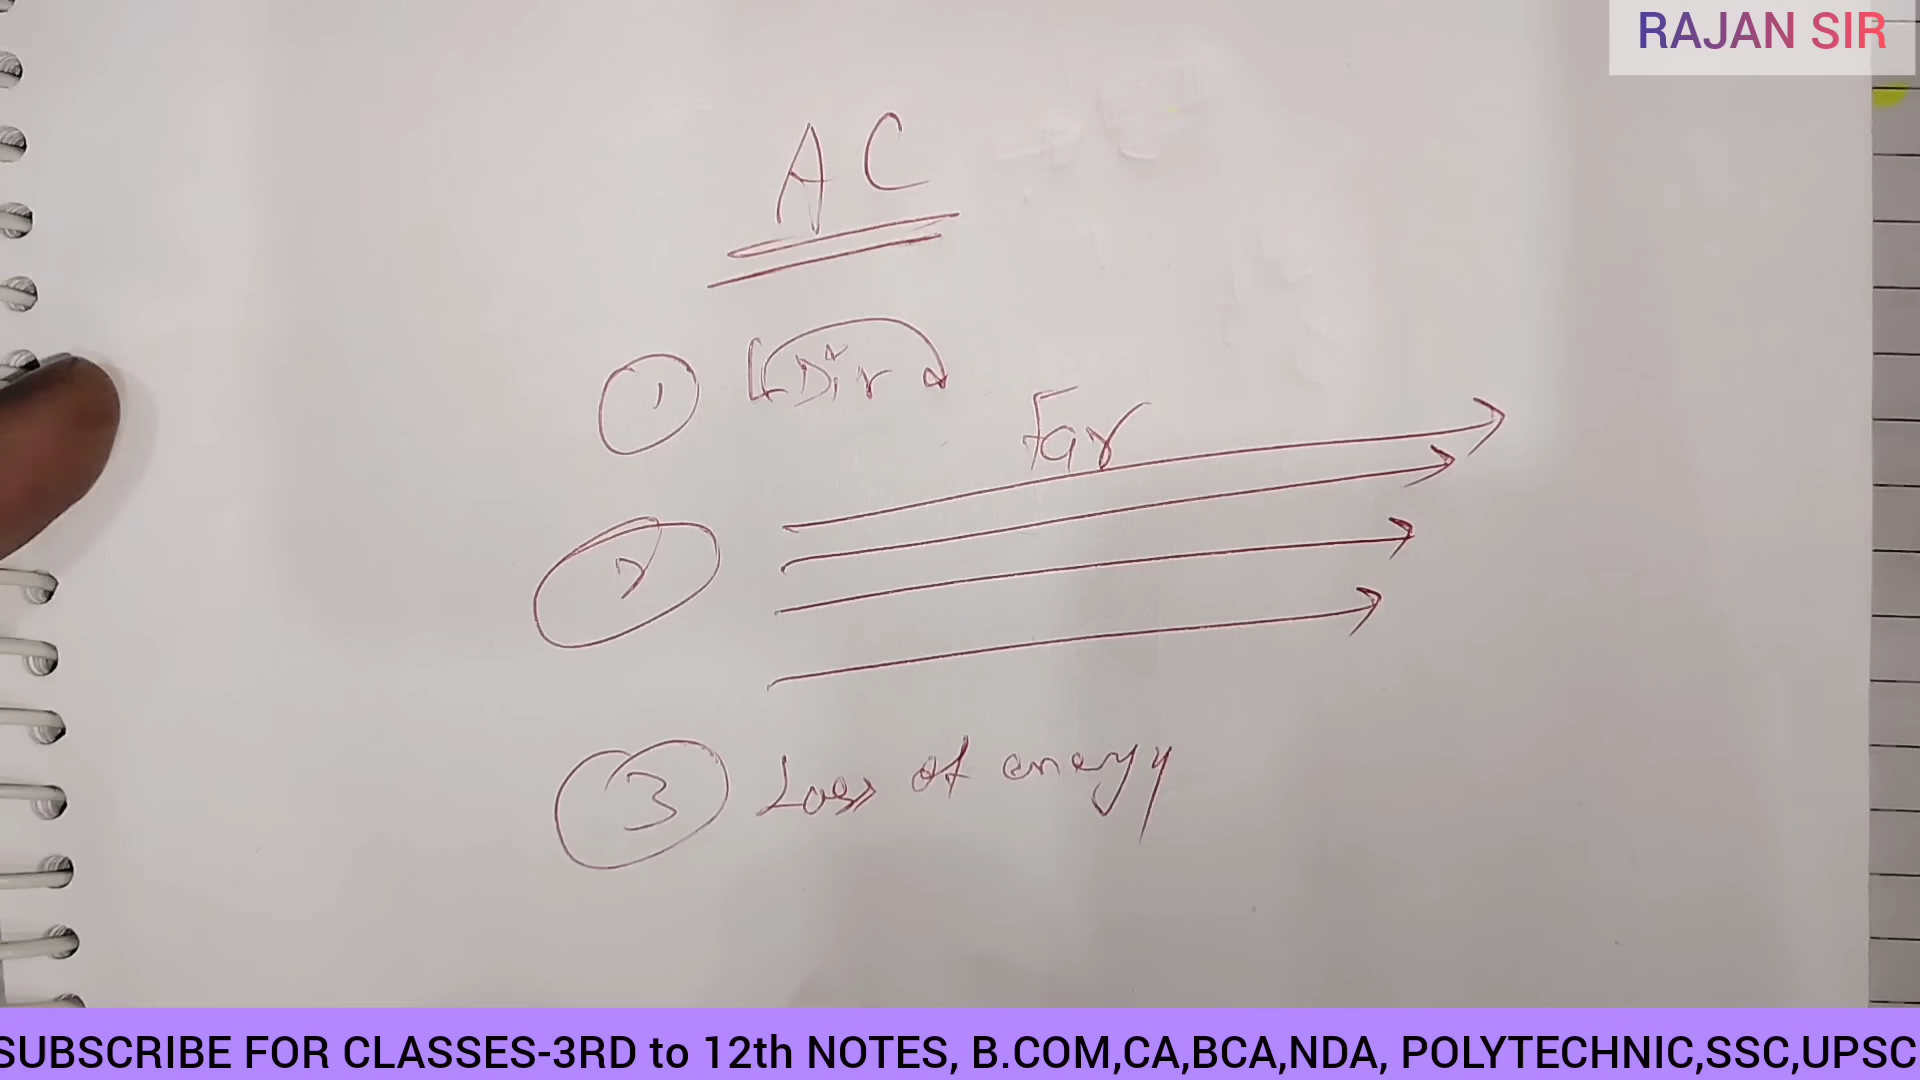 RAJAN SIR
AC
1 Dir
Far
2
3 Loss of energy
SUBSCRIBE FOR CLASSES-3RD to 12th NOTES, B.COM,CA,BCA,NDA, POLYTECHNIC,SSC,UPSC